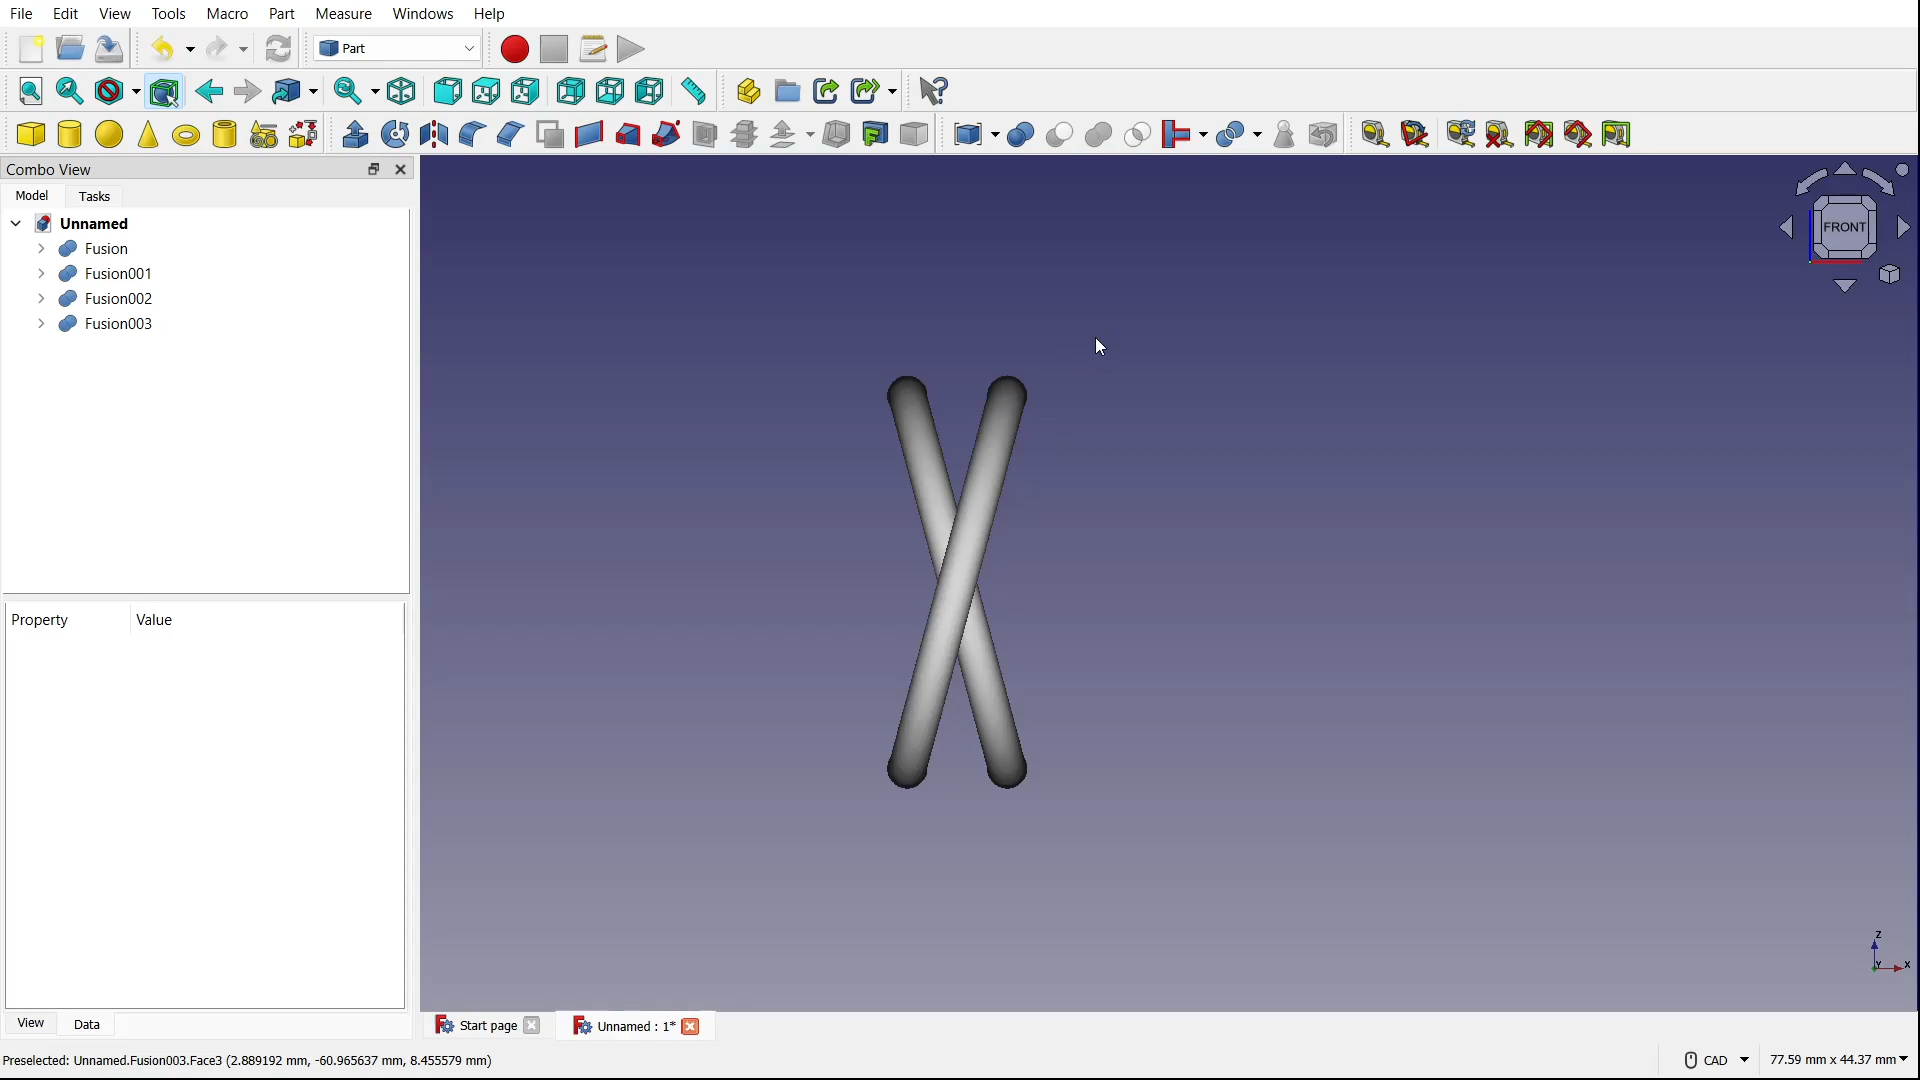 File Edit View Tools Macro Part Measure Windows Help
Part
Combo View
Model Tasks
Unnamed
Fusion
Fusion001
Fusion002
Fusion003
FRONT
Property Value
Z
Y X
View Data
Start page Unnamed : 1*
Preselected: Unnamed.Fusion003.Face3 (2.889192 mm, -60.965637 mm, 8.455579 mm) CAD 77.59 mm x 44.37 mm